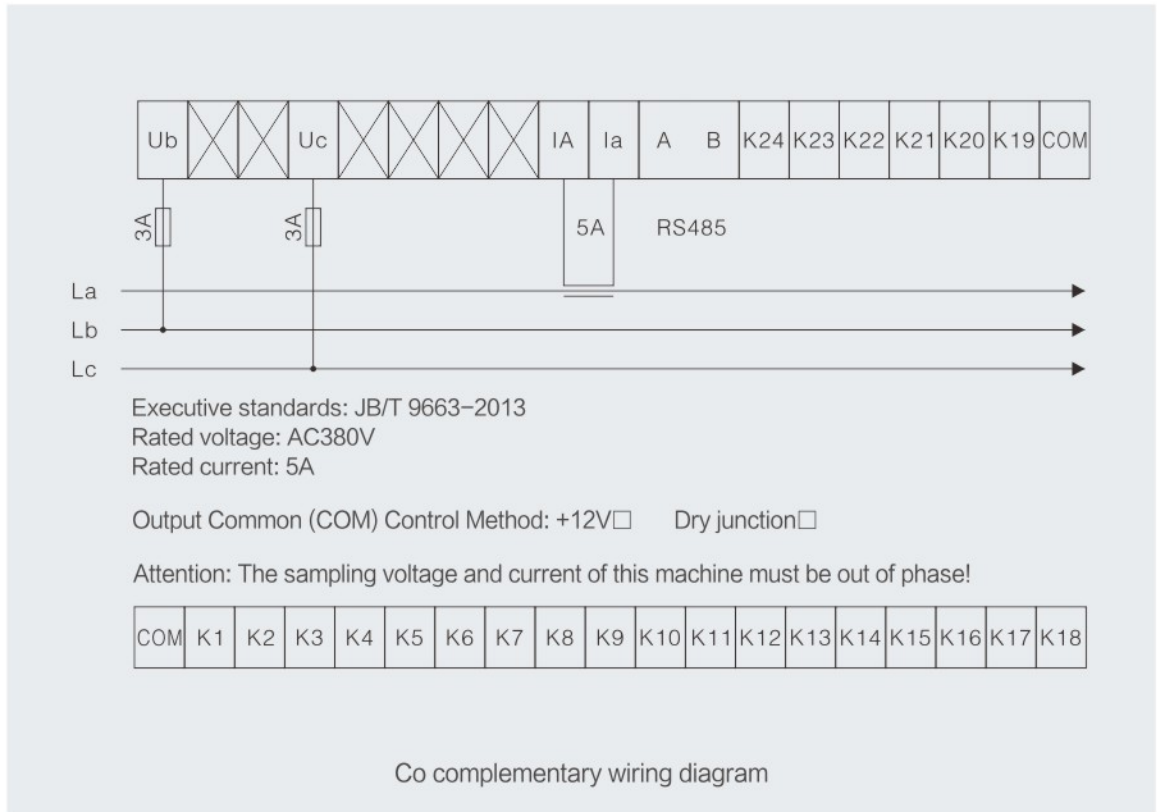 Ub Uc IA Ia A B K24 K23 K22 K21 K20 K19 COM
3A 3A 5A RS485
La
Lb
Lc
Executive standards: JB/T 9663-2013
Rated voltage: AC380V
Rated current: 5A
Output Common (COM) Control Method: +12V□ Dry junction□
Attention: The sampling voltage and current of this machine must be out of phase!
COM K1 K2 K3 K4 K5 K6 K7 K8 K9 K10 K11 K12 K13 K14 K15 K16 K17 K18
Co complementary wiring diagram